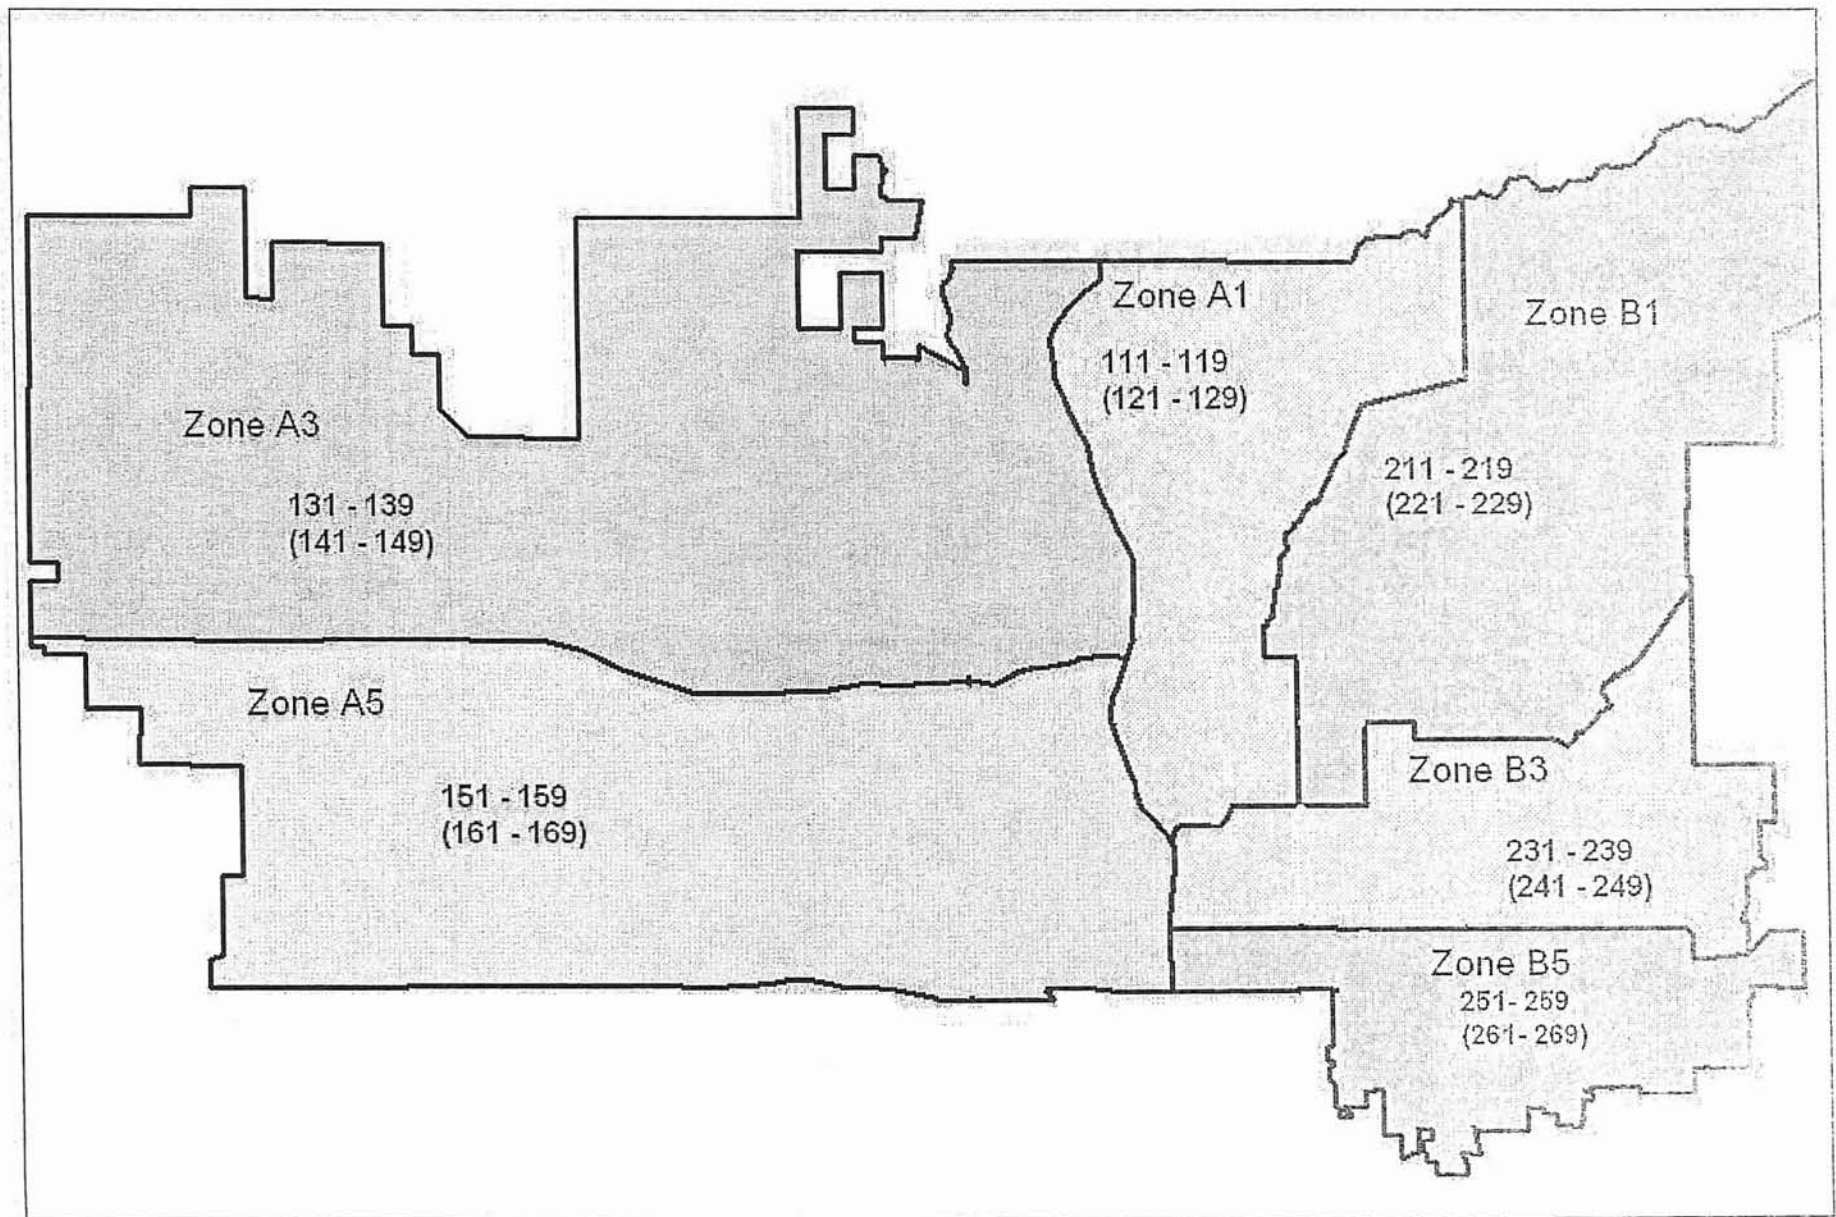 Zone A1
111 - 119
(121 - 129)
Zone B1
211 - 219
(221 - 229)
Zone A3
131 - 139
(141 - 149)
Zone A5
151 - 159
(161 - 169)
Zone B3
231 - 239
(241 - 249)
Zone B5
251- 259
(261- 269)